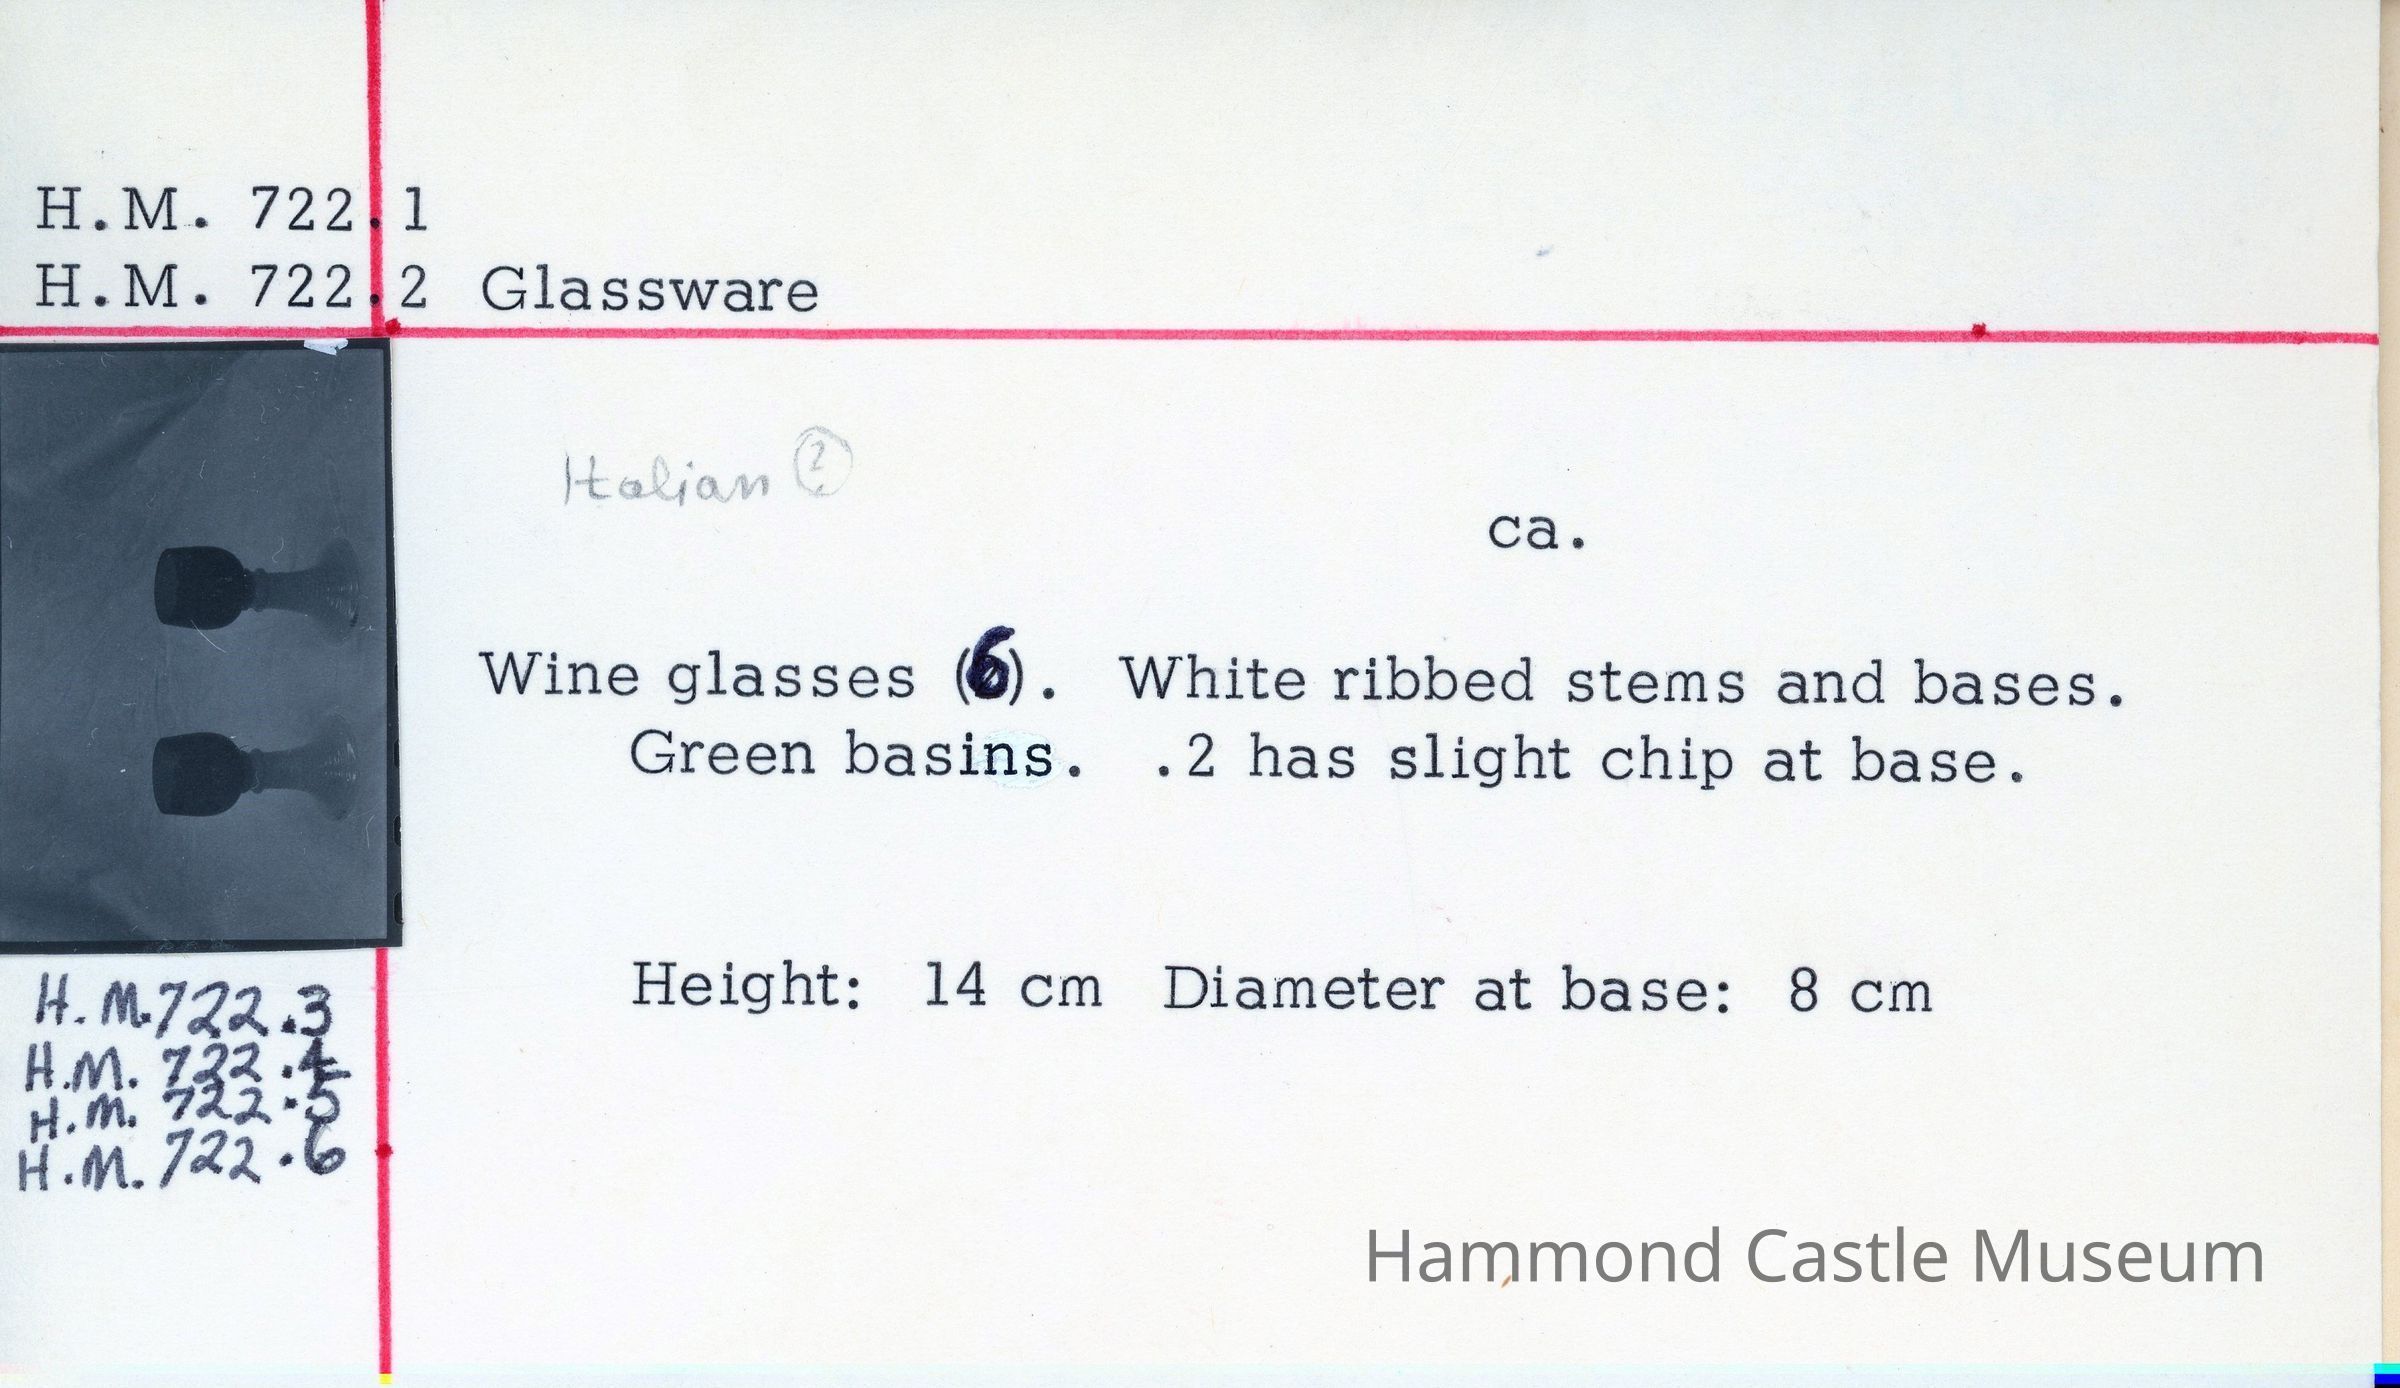 H.M. 722.1
H.M. 722.2 Glassware
Italian ?
ca.
Wine glasses (6). White ribbed stems and bases.
Green basins. .2 has slight chip at base.
Height: 14 cm Diameter at base: 8 cm
H.M. 722.3
H.M. 722.4
H.M. 722.5
H.M. 722.6
Hammond Castle Museum